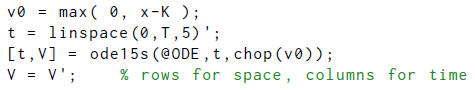 v0 = max( 0, x-K );
t = linspace(0,T,5)';
[t,V] = ode15s(@ODE,t,chop(v0));
V = V';    % rows for space, columns for time